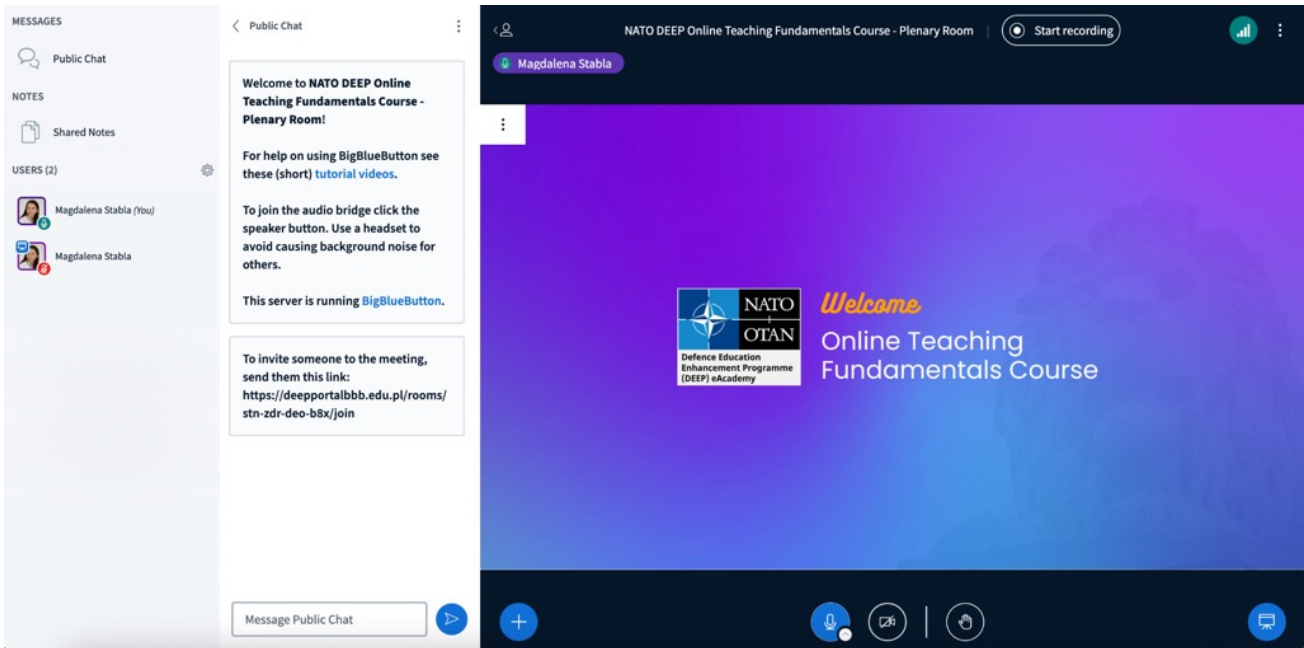 MESSAGES
Public Chat
NOTES
Shared Notes
USERS (2)
Magdalena Stabla (You)
Magdalena Stabla
Public Chat
Welcome to NATO DEEP Online
Teaching Fundamentals Course -
Plenary Room!
For help on using BigBlueButton see
these (short) tutorial videos.
To join the audio bridge click the
speaker button. Use a headset to
avoid causing background noise for
others.
This server is running BigBlueButton.
To invite someone to the meeting,
send them this link:
https://deepportalbbb.edu.pl/rooms/
stn-zdr-deo-b8x/join
Message Public Chat
NATO DEEP Online Teaching Fundamentals Course - Plenary Room
Start recording
Magdalena Stabla
NATO
OTAN
Defence Education
Enhancement Programme
(DEEP) eAcademy
Welcome
Online Teaching
Fundamentals Course